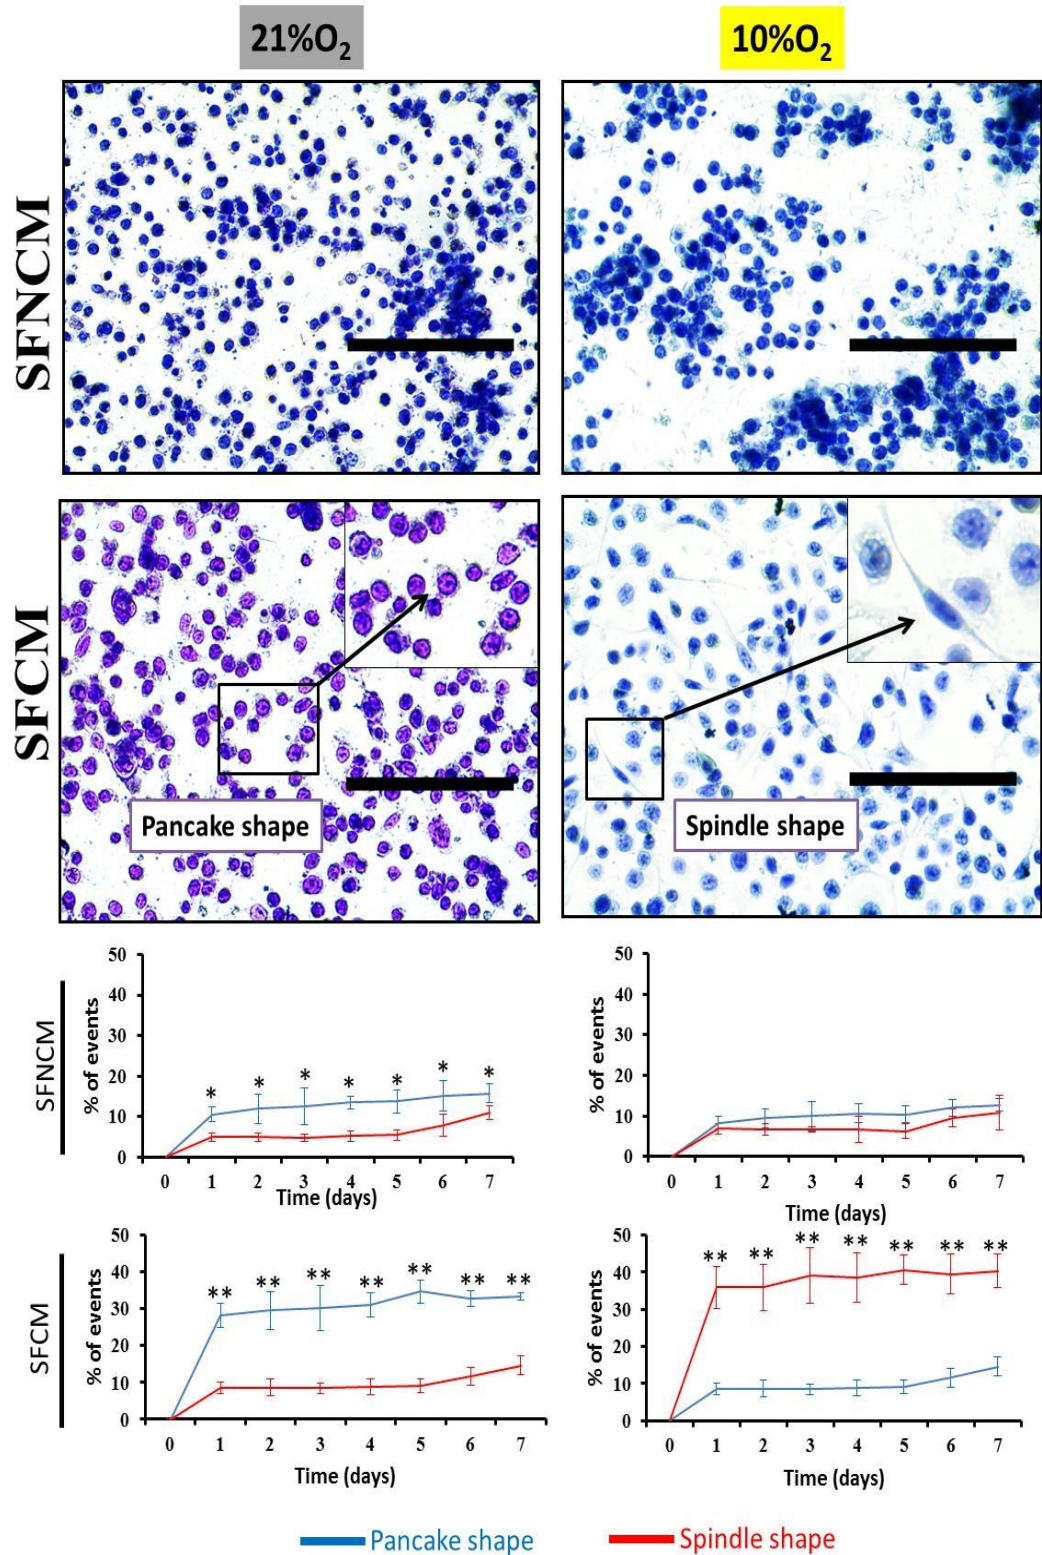 21%O₂
10%O₂
SFNCM
SFCM
Pancake shape
Spindle shape
SFNCM
% of events
50
40
30
20
10
0
* * * * * * *
0 1 2 3 4 5 6 7
Time (days)
% of events
50
40
30
20
10
0
0 1 2 3 4 5 6 7
Time (days)
SFCM
% of events
50
40
30
20
10
0
** ** ** ** ** ** **
0 1 2 3 4 5 6 7
Time (days)
% of events
50
40
30
20
10
0
** ** ** ** ** ** **
0 1 2 3 4 5 6 7
Time (days)
Pancake shape
Spindle shape